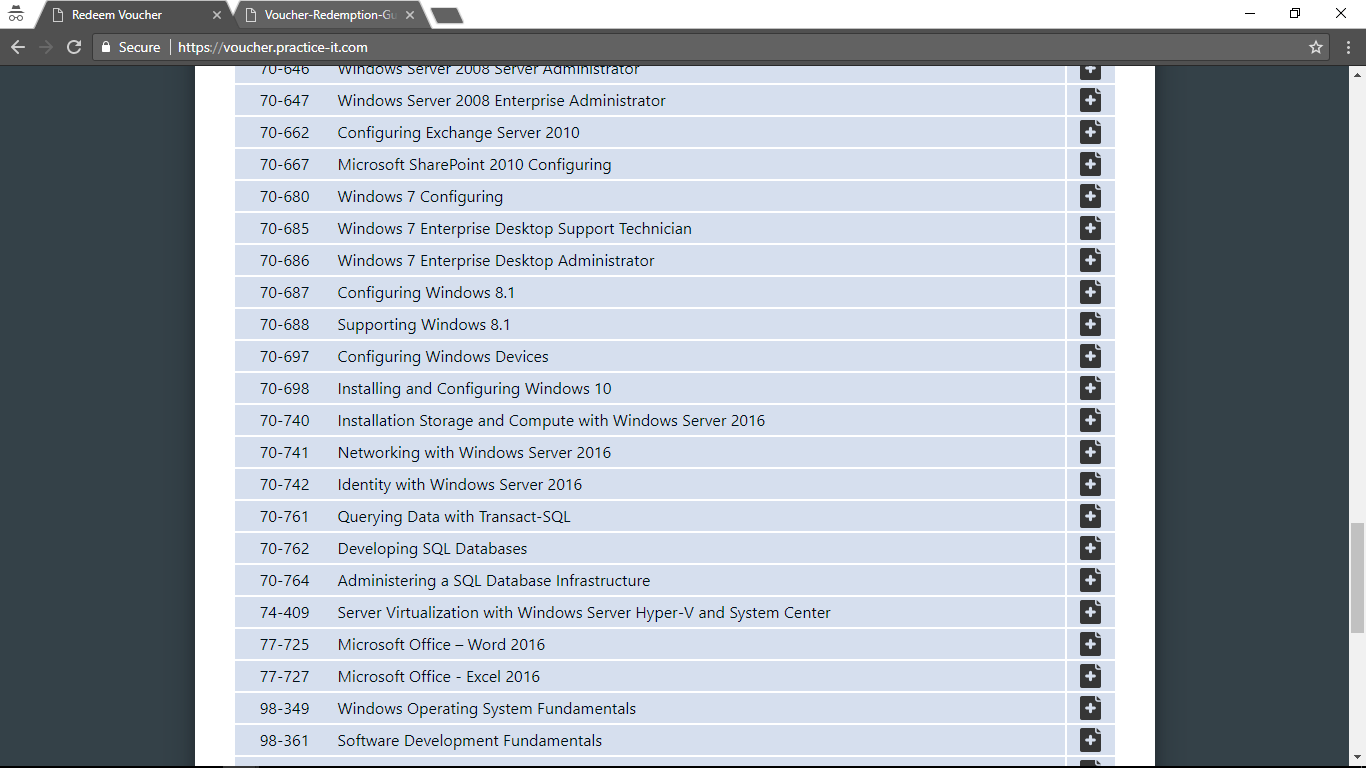 Redeem Voucher
Voucher-Redemption-Gu
Secure https://voucher.practice-it.com
70-646 Windows Server 2008 Server Administrator
70-647 Windows Server 2008 Enterprise Administrator
70-662 Configuring Exchange Server 2010
70-667 Microsoft SharePoint 2010 Configuring
70-680 Windows 7 Configuring
70-685 Windows 7 Enterprise Desktop Support Technician
70-686 Windows 7 Enterprise Desktop Administrator
70-687 Configuring Windows 8.1
70-688 Supporting Windows 8.1
70-697 Configuring Windows Devices
70-698 Installing and Configuring Windows 10
70-740 Installation Storage and Compute with Windows Server 2016
70-741 Networking with Windows Server 2016
70-742 Identity with Windows Server 2016
70-761 Querying Data with Transact-SQL
70-762 Developing SQL Databases
70-764 Administering a SQL Database Infrastructure
74-409 Server Virtualization with Windows Server Hyper-V and System Center
77-725 Microsoft Office – Word 2016
77-727 Microsoft Office - Excel 2016
98-349 Windows Operating System Fundamentals
98-361 Software Development Fundamentals